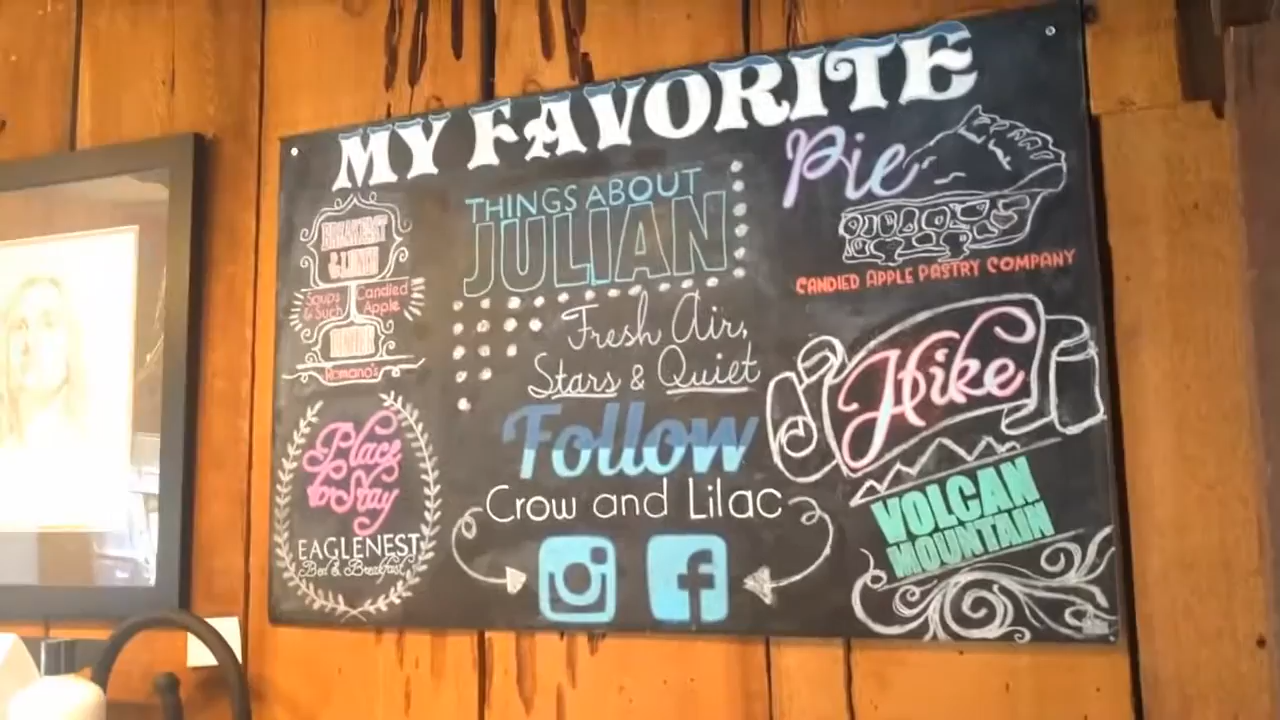 MY FAVORITE
THINGS ABOUT
JULIAN
Fresh Air,
Stars & Quiet
BREAKFAST
& LUNCH
Soups
& Such
Candied
Apple
DINNER
Romano's
A Place
to Stay
EAGLENEST
Bed & Breakfast
Follow
Crow and Lilac
Pie
CANDIED APPLE PASTRY COMPANY
Hike
VOLCAN
MOUNTAIN